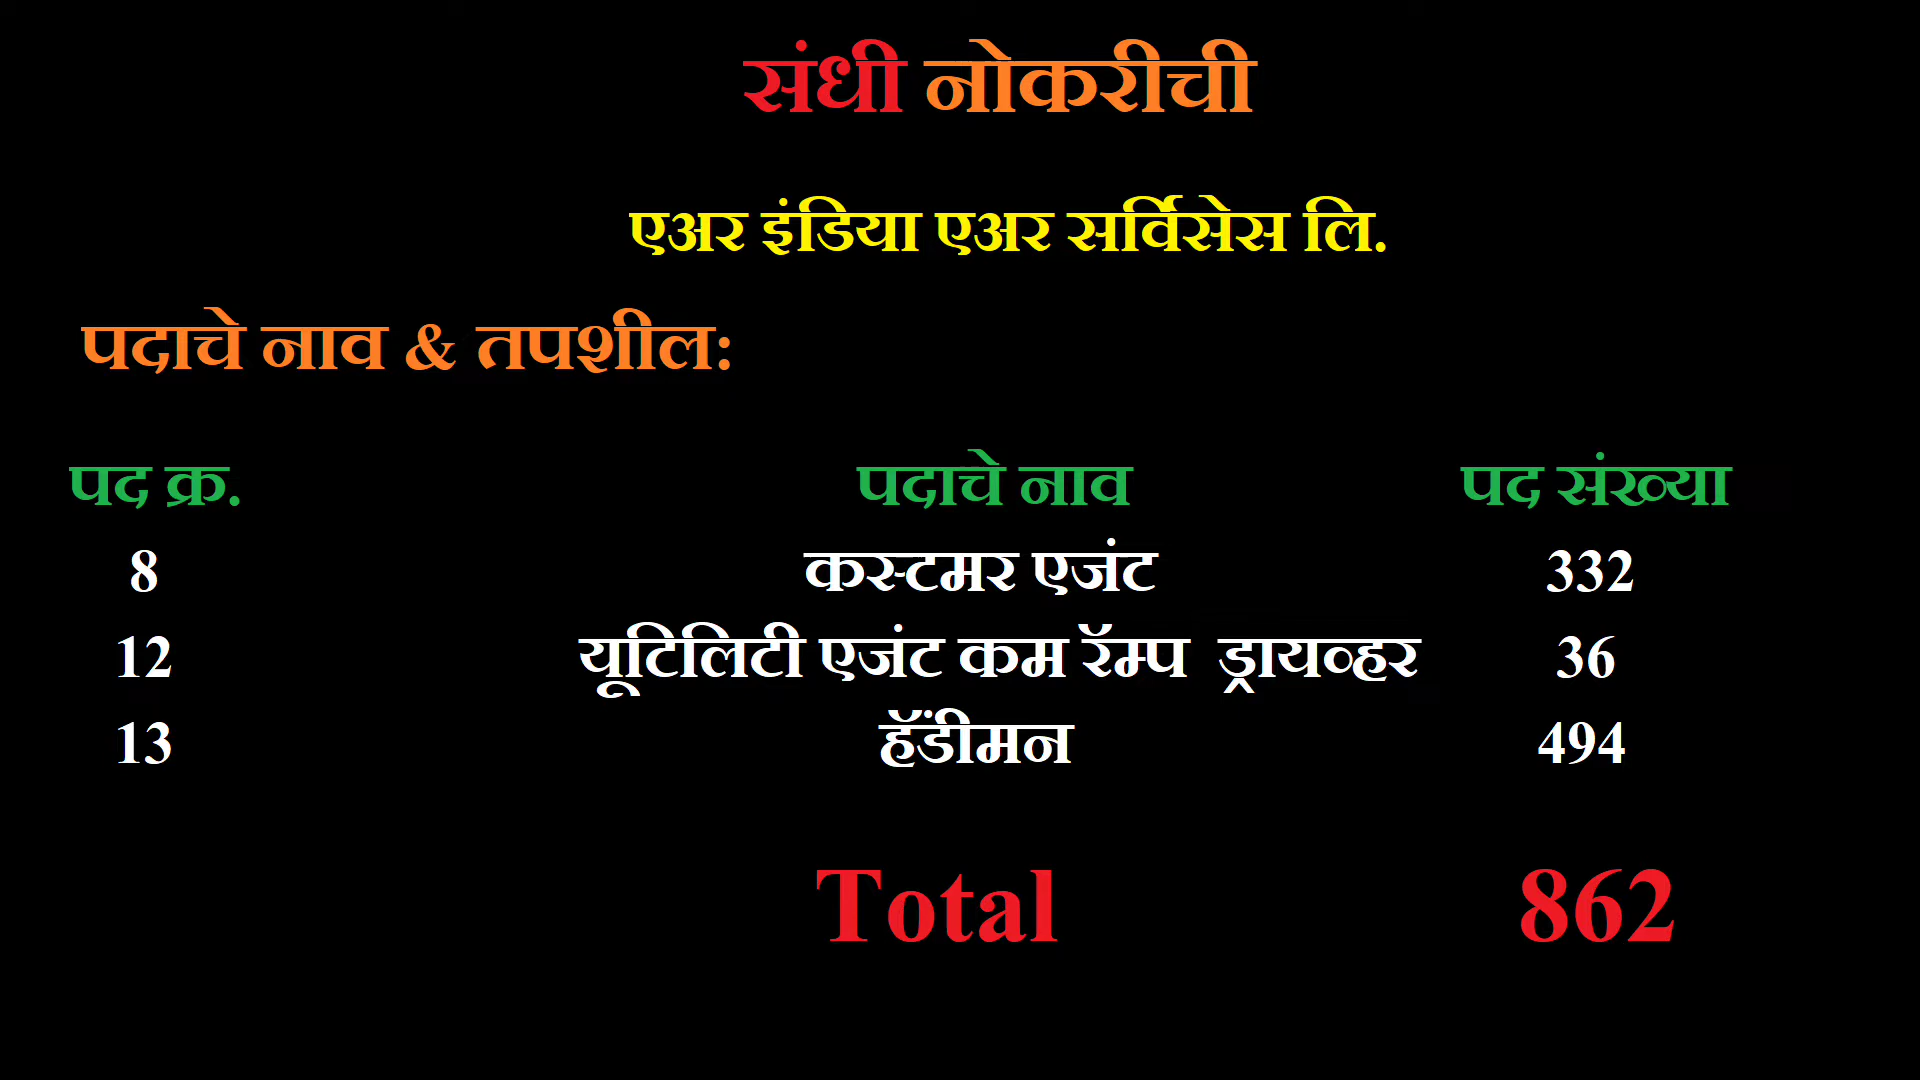 संधी नोकरीची
एअर इंडिया एअर सर्विसेस लि.
पदाचे नाव & तपशील:
पद क्र. पदाचे नाव पद संख्या
8 कस्टमर एजंट 332
12 यूटिलिटी एजंट कम रॅम्प ड्रायव्हर 36
13 हॅंडीमन 494
Total 862